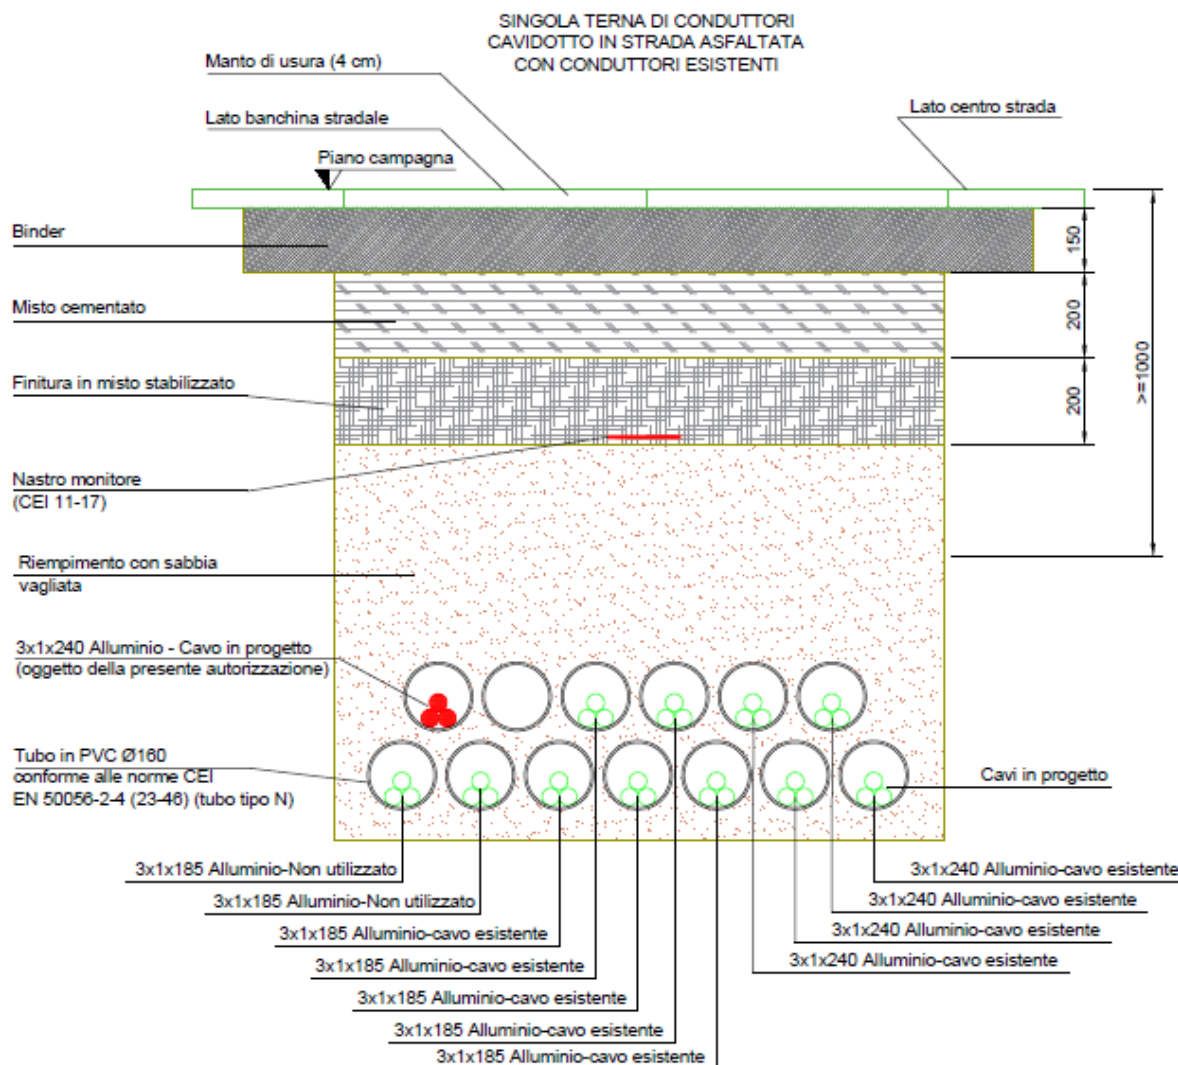 SINGOLA TERNA DI CONDUTTORI
CAVIDOTTO IN STRADA ASFALTATA
CON CONDUTTORI ESISTENTI
Manto di usura (4 cm)
Lato banchina stradale
Lato centro strada
Piano campagna
Binder
150
Misto cementato
200
>=1000
Finitura in misto stabilizzato
200
Nastro monitore
(CEI 11-17)
Riempimento con sabbia
vagliata
3x1x240 Alluminio - Cavo in progetto
(oggetto della presente autorizzazione)
Tubo in PVC Ø160
conforme alle norme CEI
EN 50056-2-4 (23-46) (tubo tipo N)
Cavi in progetto
3x1x185 Alluminio-Non utilizzato
3x1x240 Alluminio-cavo esistente
3x1x185 Alluminio-Non utilizzato
3x1x240 Alluminio-cavo esistente
3x1x185 Alluminio-cavo esistente
3x1x240 Alluminio-cavo esistente
3x1x185 Alluminio-cavo esistente
3x1x240 Alluminio-cavo esistente
3x1x185 Alluminio-cavo esistente
3x1x185 Alluminio-cavo esistente
3x1x185 Alluminio-cavo esistente